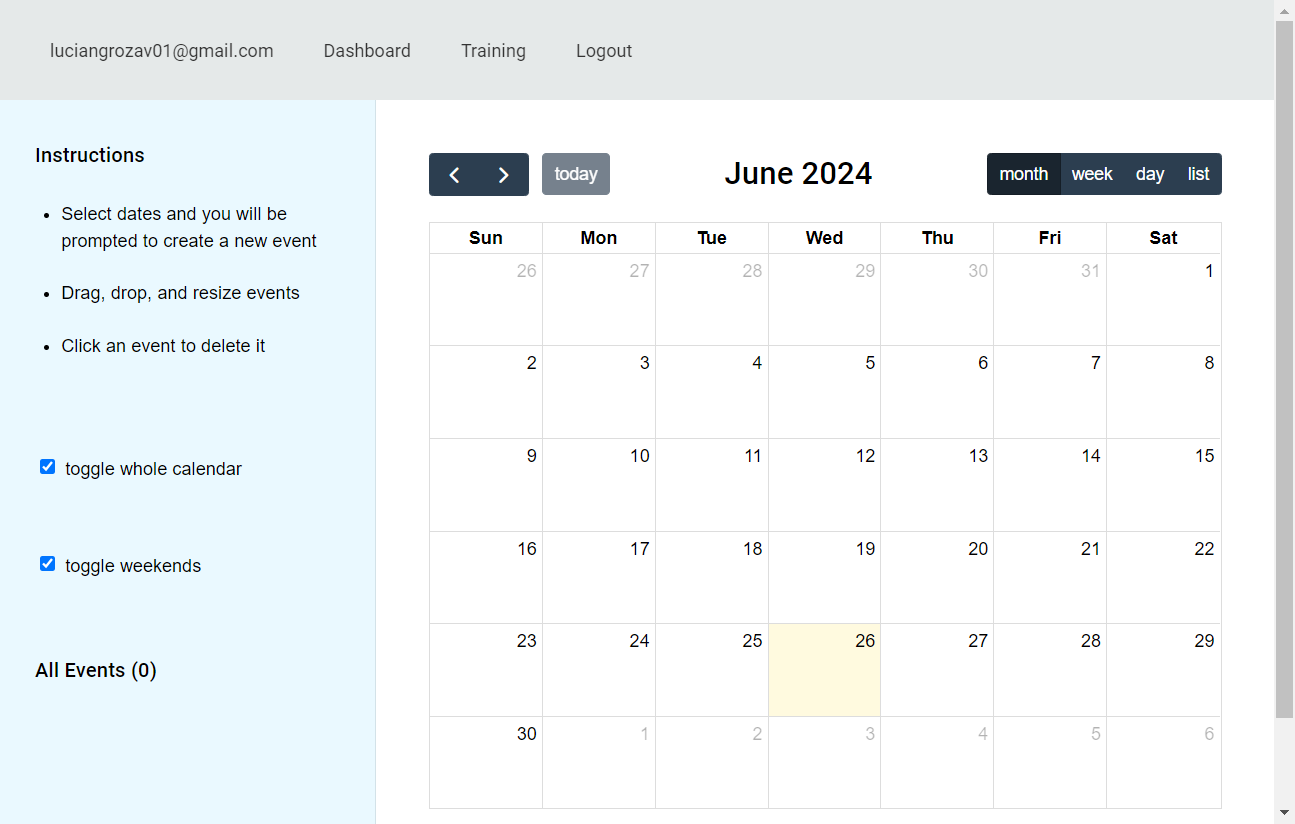 luciangrozav01@gmail.com Dashboard Training Logout
Instructions
Select dates and you will be
prompted to create a new event
Drag, drop, and resize events
Click an event to delete it
toggle whole calendar
toggle weekends
All Events (0)
today June 2024 month week day list
Sun Mon Tue Wed Thu Fri Sat
26 27 28 29 30 31 1
2 3 4 5 6 7 8
9 10 11 12 13 14 15
16 17 18 19 20 21 22
23 24 25 26 27 28 29
30 1 2 3 4 5 6